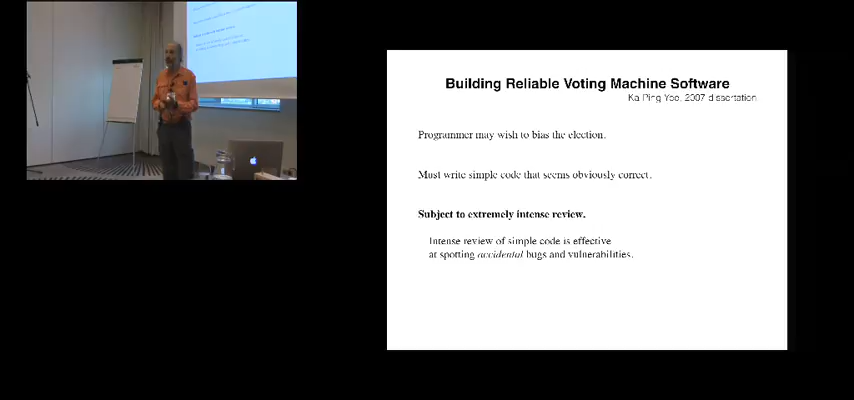 Building Reliable Voting Machine Software
Ka-Ping Yee, 2007 dissertation
Programmer may wish to bias the election.
Must write simple code that seems obviously correct.
Subject to extremely intense review.
Intense review of simple code is effective
at spotting accidental bugs and vulnerabilities.